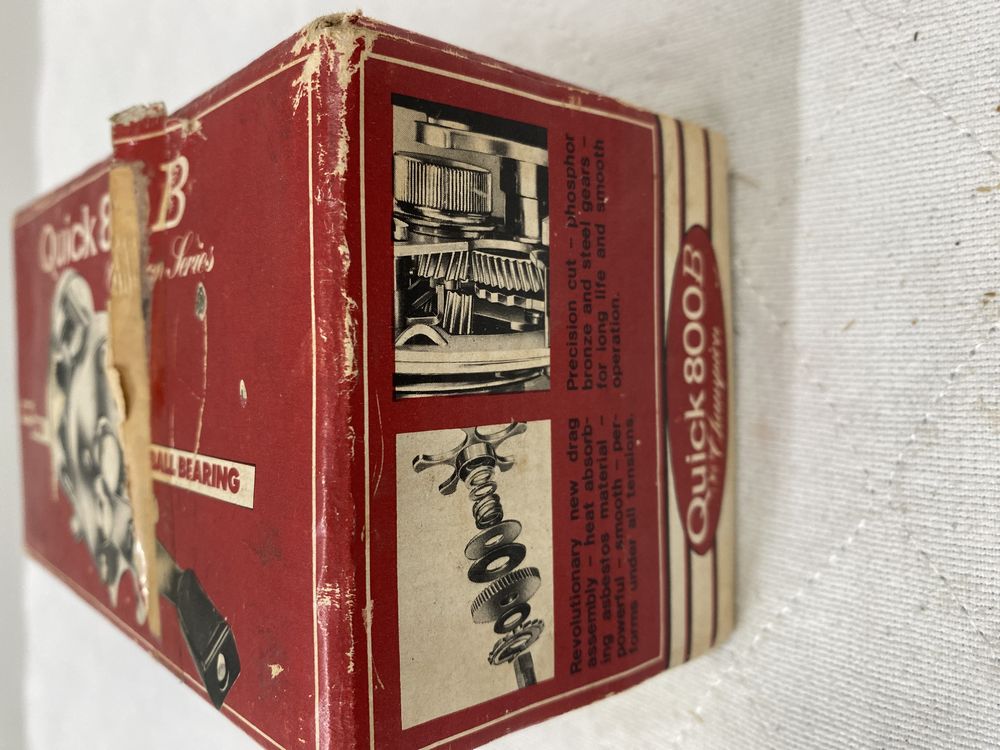 Quick 8 B
Series
BALL BEARING
Revolutionary new drag
assembly – heat absorb-
ing asbestos material –
powerful – smooth – per-
forms under all tensions.
Precision cut – phosphor
bronze and steel gears –
for long life and smooth
operation.
Quick 800B
"Champion